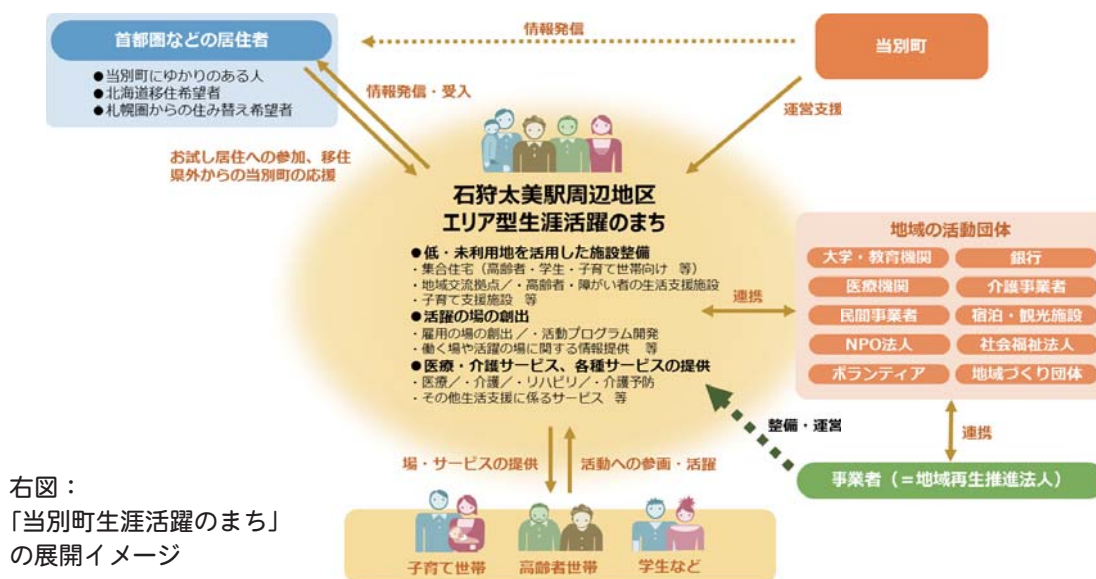 首都圏などの居住者
●当別町にゆかりのある人
●北海道移住希望者
●札幌圏からの住み替え希望者
情報発信
当別町
情報発信・受入
運営支援
お試し居住への参加、移住
県外からの当別町の応援
石狩太美駅周辺地区
エリア型生涯活躍のまち
●低・未利用地を活用した施設整備
・集合住宅（高齢者・学生・子育て世帯向け 等）
・地域交流拠点／・高齢者・障がい者の生活支援施設
・子育て支援施設 等
●活躍の場の創出
・雇用の場の創出／・活動プログラム開発
・働く場や活躍の場に関する情報提供 等
●医療・介護サービス、各種サービスの提供
・医療／・介護／・リハビリ／・介護予防
・その他生活支援に係るサービス 等
連携
地域の活動団体
大学・教育機関
銀行
医療機関
介護事業者
民間事業者
宿泊・観光施設
NPO法人
社会福祉法人
ボランティア
地域づくり団体
整備・運営
連携
事業者（＝地域再生推進法人）
場・サービスの提供
活動への参画・活躍
子育て世帯
高齢者世帯
学生など
右図：
「当別町生涯活躍のまち」
の展開イメージ